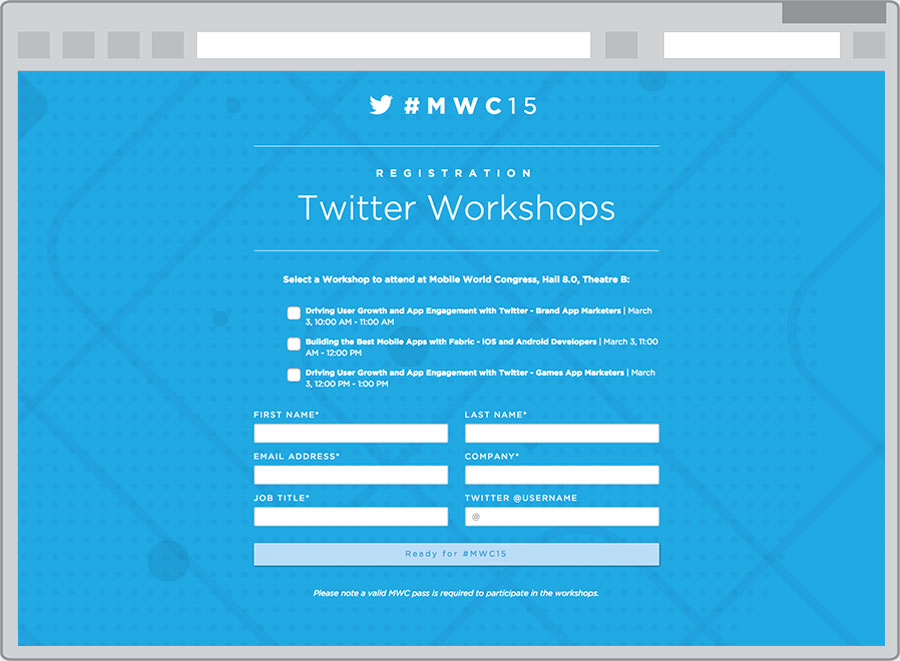 #MWC15
REGISTRATION
Twitter Workshops
Select a Workshop to attend at Mobile World Congress, Hall 8.0, Theatre B:
Driving User Growth and App Engagement with Twitter - Brand App Marketers | March
3, 10:00 AM - 11:00 AM
Building the Best Mobile Apps with Fabric - iOS and Android Developers | March 3, 11:00
AM - 12:00 PM
Driving User Growth and App Engagement with Twitter - Games App Marketers | March
3, 12:00 PM - 1:00 PM
FIRST NAME* LAST NAME*
EMAIL ADDRESS* COMPANY*
JOB TITLE* TWITTER @USERNAME
@
Ready for #MWC15
Please note a valid MWC pass is required to participate in the workshops.